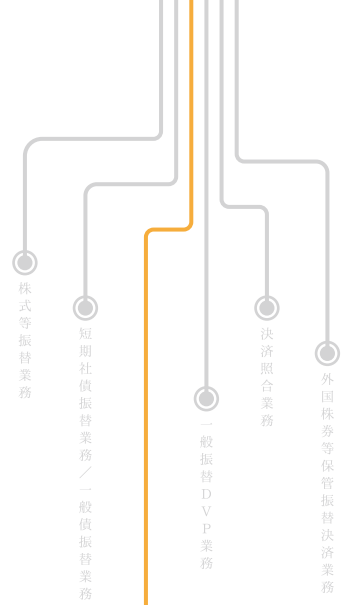 株式等振替業務
短期社債振替業務／一般債振替業務
一般振替DVP業務
決済照合業務
外国株券等保管振替決済業務